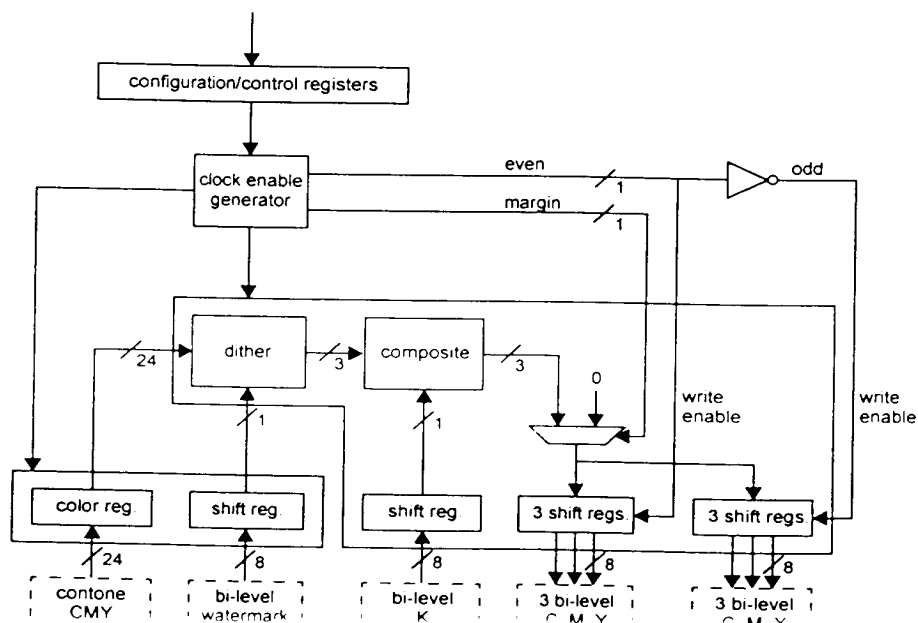 configuration/control registers
clock enable
generator
even
1
odd
margin
1
24
dither
3
composite
3
0
1
1
write
enable
write
enable
color reg.
shift reg.
shift reg.
3 shift regs.
3 shift regs.
24
8
8
8
8
contone
CMY
bi-level
watermark
bi-level
K
3 bi-level
C M Y
3 bi-level
C M Y